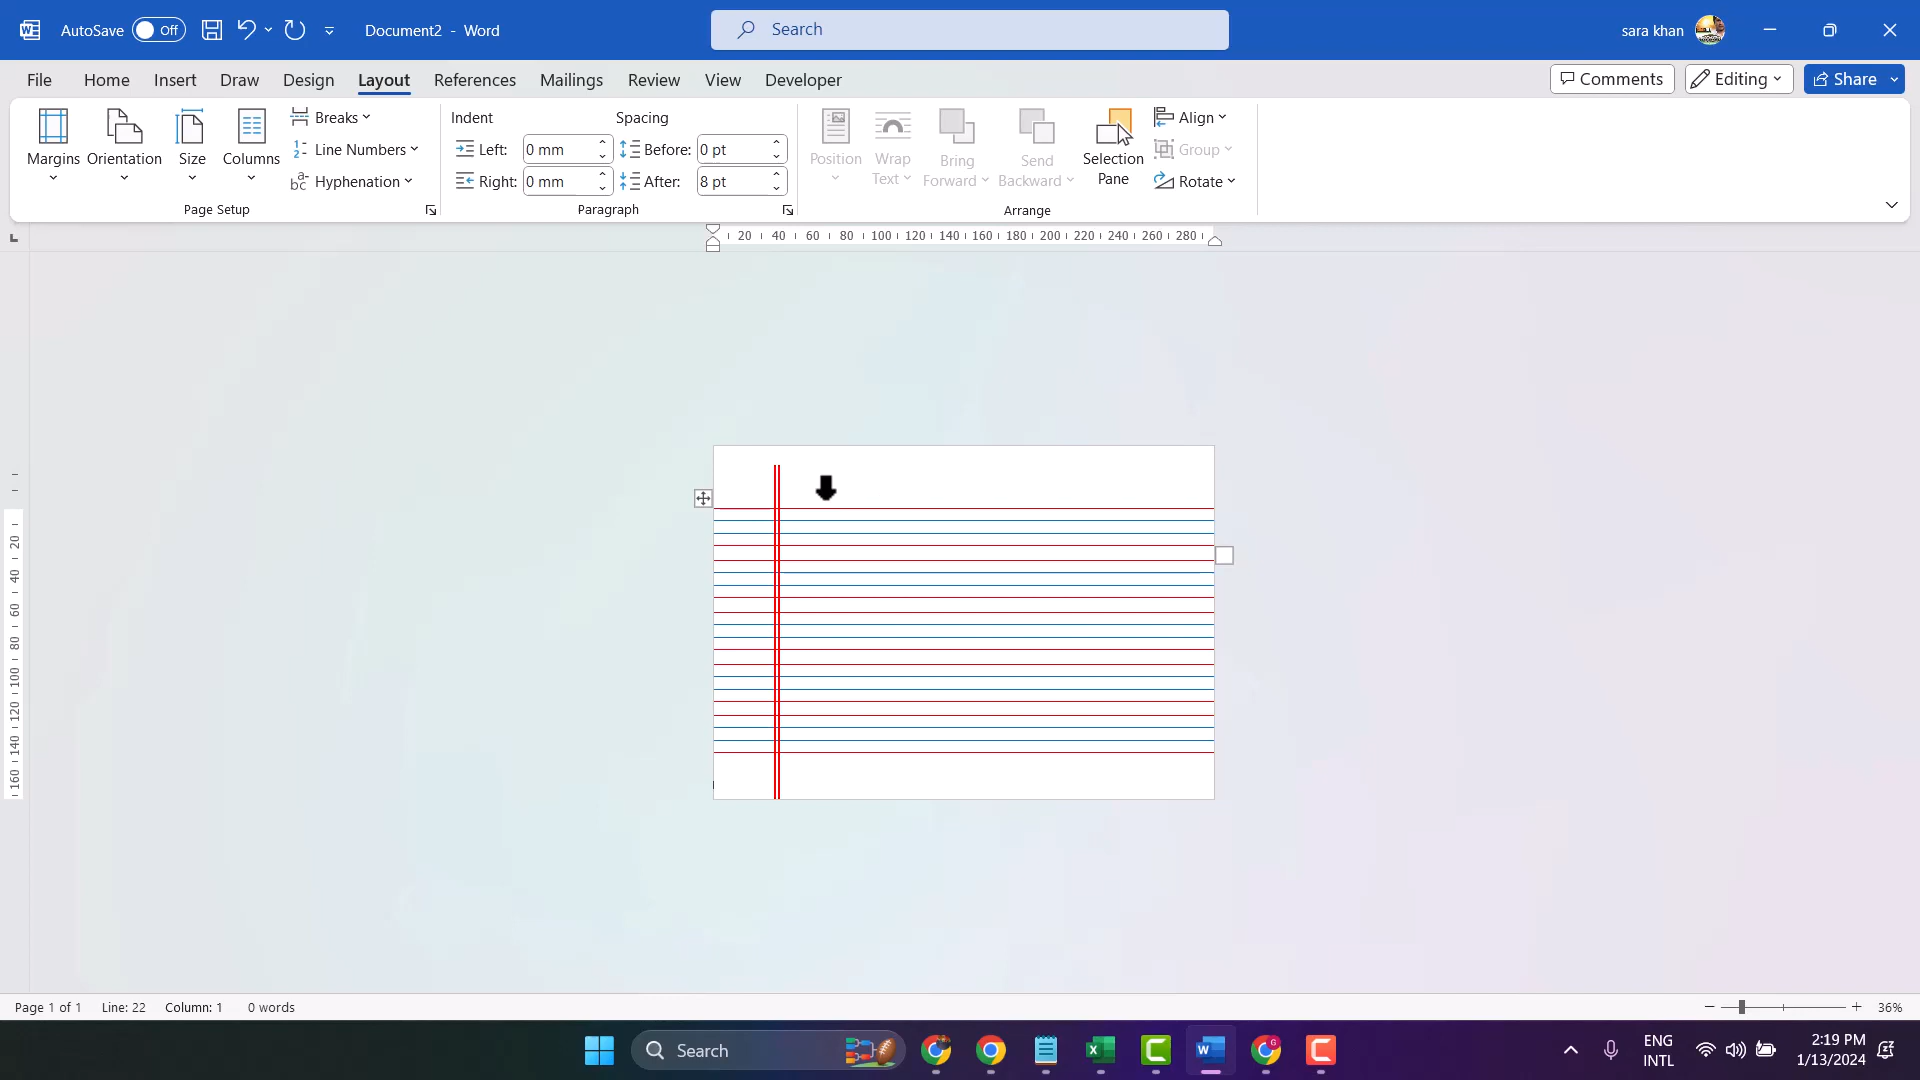 AutoSave Off Document2 - Word Search sara khan
File Home Insert Draw Design Layout References Mailings Review View Developer Comments Editing Share
Margins Orientation Size Columns
Breaks
Line Numbers
Hyphenation
Page Setup
Indent Spacing
Left: 0 mm Before: 0 pt
Right: 0 mm After: 8 pt
Paragraph
Position Wrap Text Bring Forward Send Backward Selection Pane
Align
Group
Rotate
Arrange
20 40 60 80 100 120 140 160 180 200 220 240 260 280
20 40 60 80 100 120 140 160
Page 1 of 1 Line: 22 Column: 1 0 words 36%
Search
ENG
INTL
2:19 PM
1/13/2024